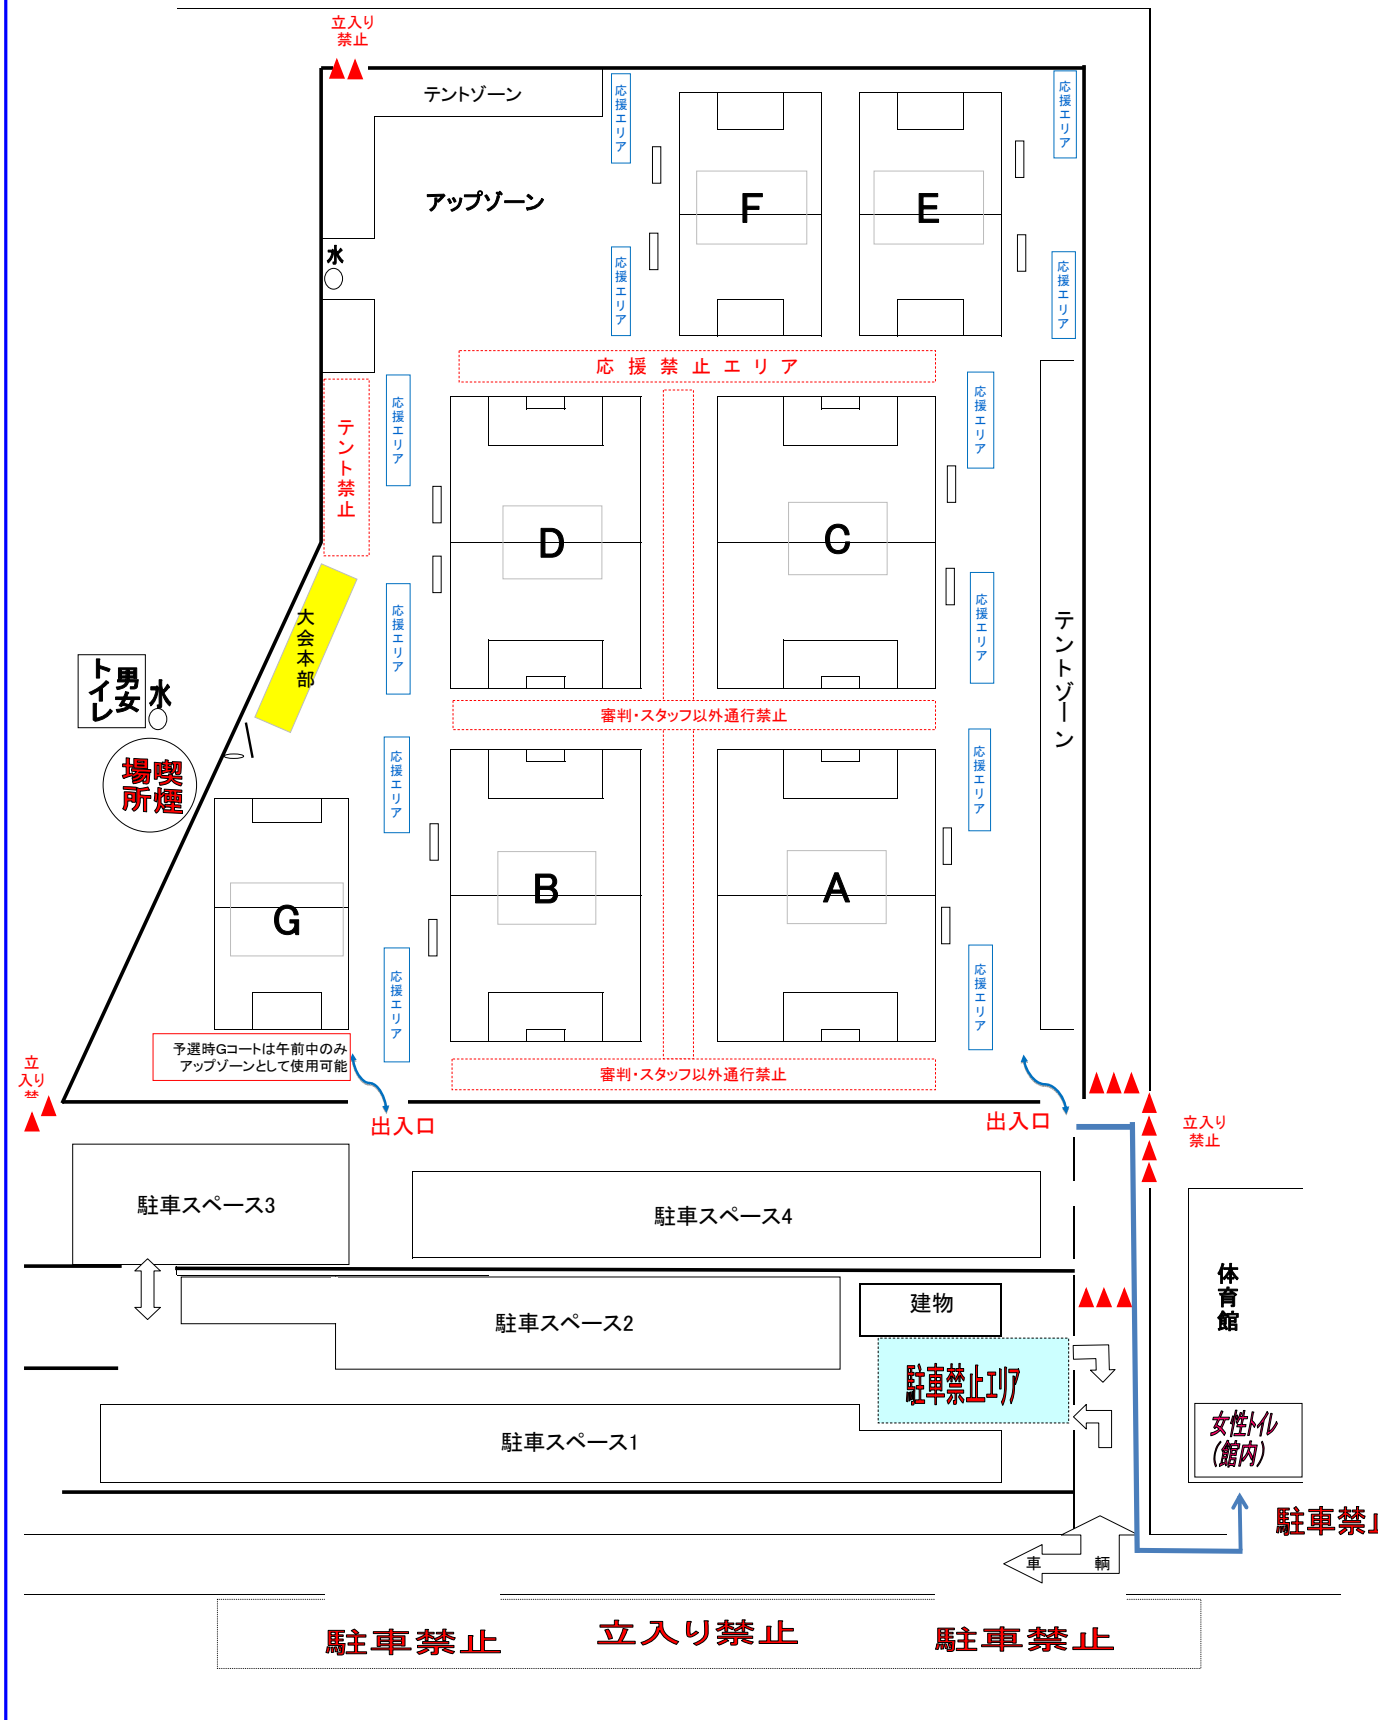 立入り
禁止
テントゾーン
応援エリア
応援エリア
アップゾーン
F
E
水
応援エリア
応援エリア
応援禁止エリア
テント禁止
応援エリア
応援エリア
D
C
大会本部
応援エリア
応援エリア
テントゾーン
男女
トイレ
水
審判・スタッフ以外通行禁止
喫煙
場所
応援エリア
応援エリア
B
A
G
応援エリア
応援エリア
予選時Gコートは午前中のみ
アップゾーンとして使用可能
審判・スタッフ以外通行禁止
立
入り
禁
出入口
出入口
立入り
禁止
駐車スペース3
駐車スペース4
体育館
建物
駐車スペース2
駐車禁止エリア
女性トイレ
(館内)
駐車スペース1
駐車禁止
車輌
駐車禁止
立入り禁止
駐車禁止